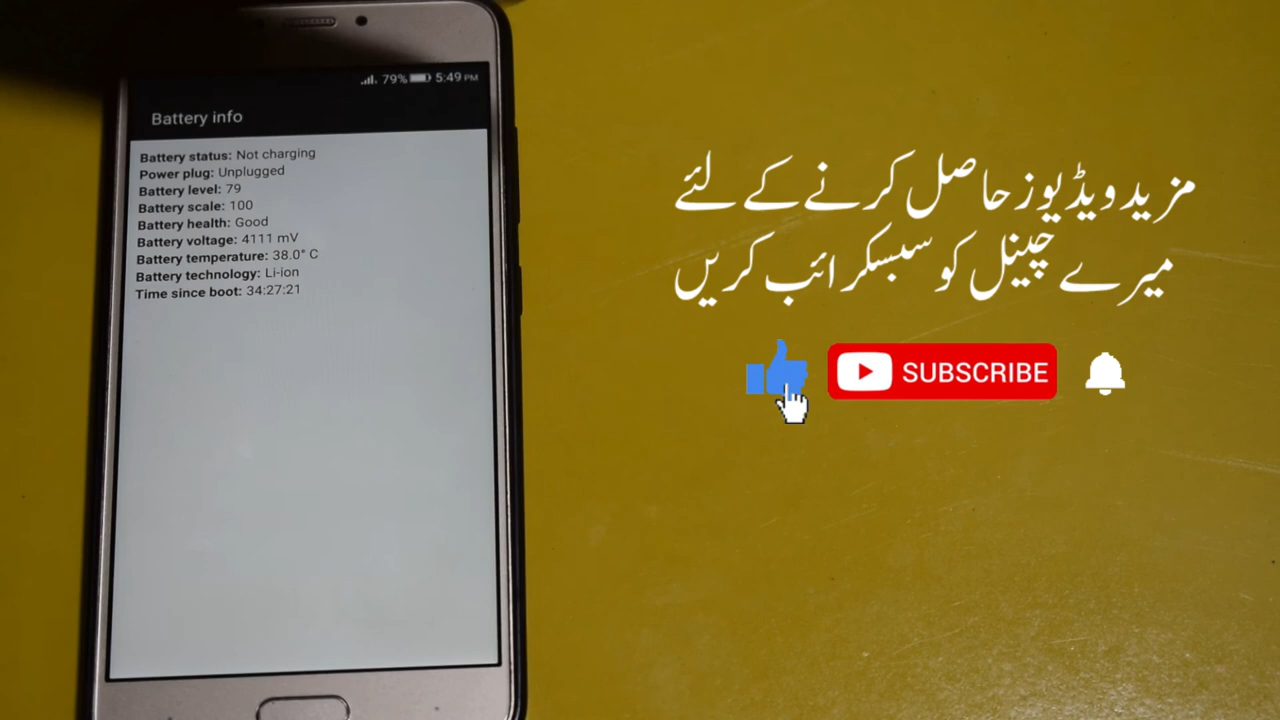 79% 5:49 PM
Battery info
Battery status: Not charging
Power plug: Unplugged
Battery level: 79
Battery scale: 100
Battery health: Good
Battery voltage: 4111 mV
Battery temperature: 38.0° C
Battery technology: Li-ion
Time since boot: 34:27:21
مزید ویڈیوز حاصل کرنے کے لئے
میرے چینل کو سبسکرائب کریں
SUBSCRIBE